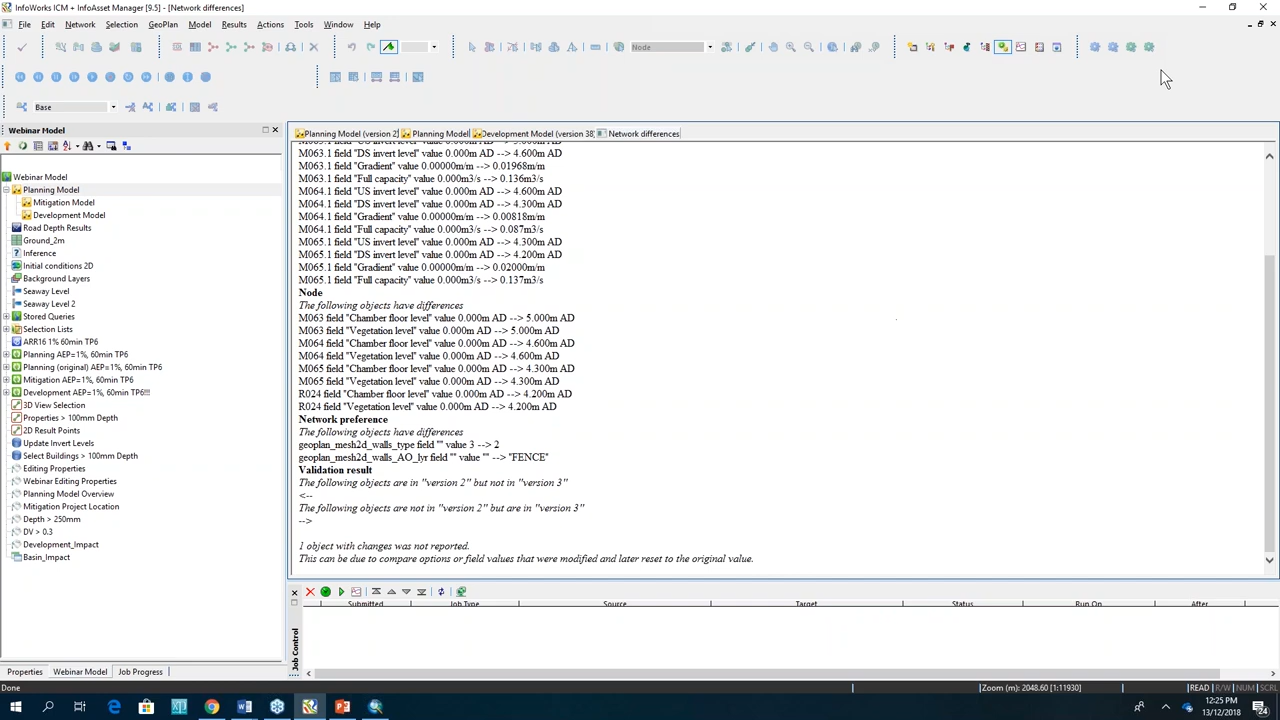 InfoWorks ICM + InfoAsset Manager [9.5] - [Network differences]
File Edit Network Selection GeoPlan Model Results Actions Tools Window Help
Node
Base
Webinar Model
Webinar Model
Planning Model
Mitigation Model
Development Model
Road Depth Results
Ground_2m
Inference
Initial conditions 2D
Background Layers
Seaway Level
Seaway Level 2
Stored Queries
Selection Lists
ARR16 1% 60min TP6
Planning AEP=1%, 60min TP6
Planning (original) AEP=1%, 60min TP6
Mitigation AEP=1%, 60min TP6
Development AEP=1%, 60min TP6!!!
3D View Selection
Properties > 100mm Depth
2D Result Points
Update Invert Levels
Select Buildings > 100mm Depth
Editing Properties
Webinar Editing Properties
Planning Model Overview
Mitigation Project Location
Depth > 250mm
DV > 0.3
Development_Impact
Basin_Impact
Properties Webinar Model Job Progress
Planning Model (version 2) Planning Model Development Model (version 38) Network differences
M063.1 field "DS invert level" value 0.000m AD --> 4.600m AD
M063.1 field "Gradient" value 0.00000m/m --> 0.01968m/m
M063.1 field "Full capacity" value 0.000m3/s --> 0.136m3/s
M064.1 field "US invert level" value 0.000m AD --> 4.600m AD
M064.1 field "DS invert level" value 0.000m AD --> 4.300m AD
M064.1 field "Gradient" value 0.00000m/m --> 0.00818m/m
M064.1 field "Full capacity" value 0.000m3/s --> 0.087m3/s
M065.1 field "US invert level" value 0.000m AD --> 4.300m AD
M065.1 field "DS invert level" value 0.000m AD --> 4.200m AD
M065.1 field "Gradient" value 0.00000m/m --> 0.02000m/m
M065.1 field "Full capacity" value 0.000m3/s --> 0.137m3/s
Node
The following objects have differences
M063 field "Chamber floor level" value 0.000m AD --> 5.000m AD
M063 field "Vegetation level" value 0.000m AD --> 5.000m AD
M064 field "Chamber floor level" value 0.000m AD --> 4.600m AD
M064 field "Vegetation level" value 0.000m AD --> 4.600m AD
M065 field "Chamber floor level" value 0.000m AD --> 4.300m AD
M065 field "Vegetation level" value 0.000m AD --> 4.300m AD
R024 field "Chamber floor level" value 0.000m AD --> 4.200m AD
R024 field "Vegetation level" value 0.000m AD --> 4.200m AD
Network preference
The following objects have differences
geoplan_mesh2d_walls_type field "" value 3 --> 2
geoplan_mesh2d_walls_AO_lyr field "" value "" --> "FENCE"
Validation result
The following objects are in "version 2" but not in "version 3"
<--
The following objects are not in "version 2" but are in "version 3"
-->
1 object with changes was not reported.
This can be due to compare options or field values that were modified and later reset to the original value.
Job Control
Submitted Job Type Source Target Status Run On After
Done
Zoom (m): 2048.60 [1:11930] READ R/W NUM SCRL
12:25 PM
13/12/2018
24